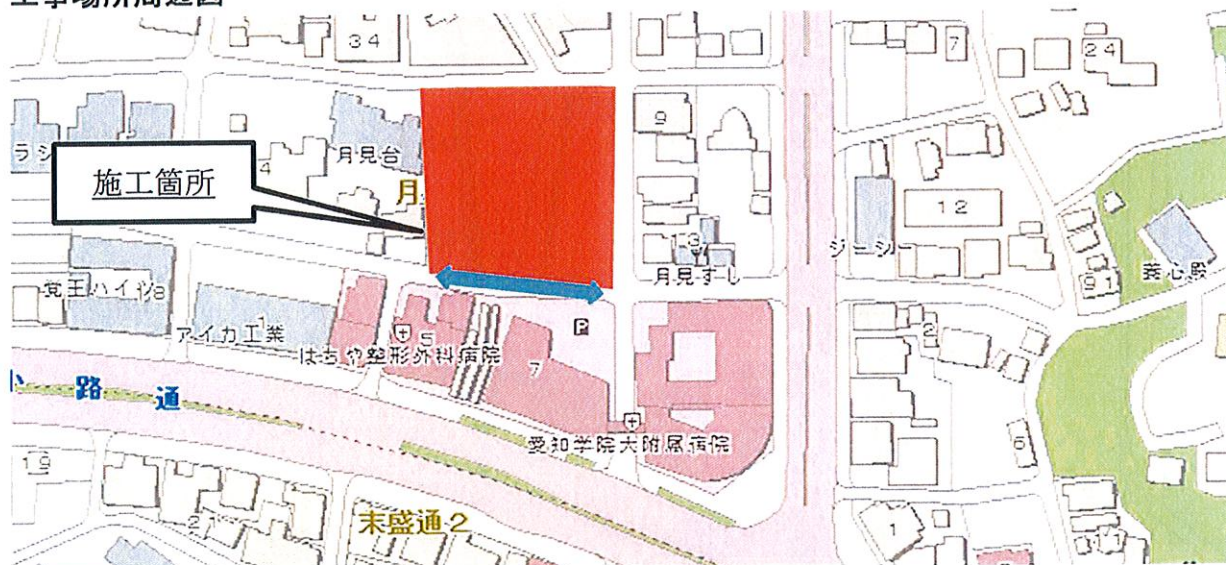 工事場所周辺図
34
7
24
9
ラシ
月見台
4
施工箇所
月
12
13
ジーシー
月見ずし
養心殿
91
覚王ハイツ8
アイカ工業
P
5
はちや整形外科病院
7
2
小路通
愛知学院大附属病院
6
19
末盛通2
21
1
11